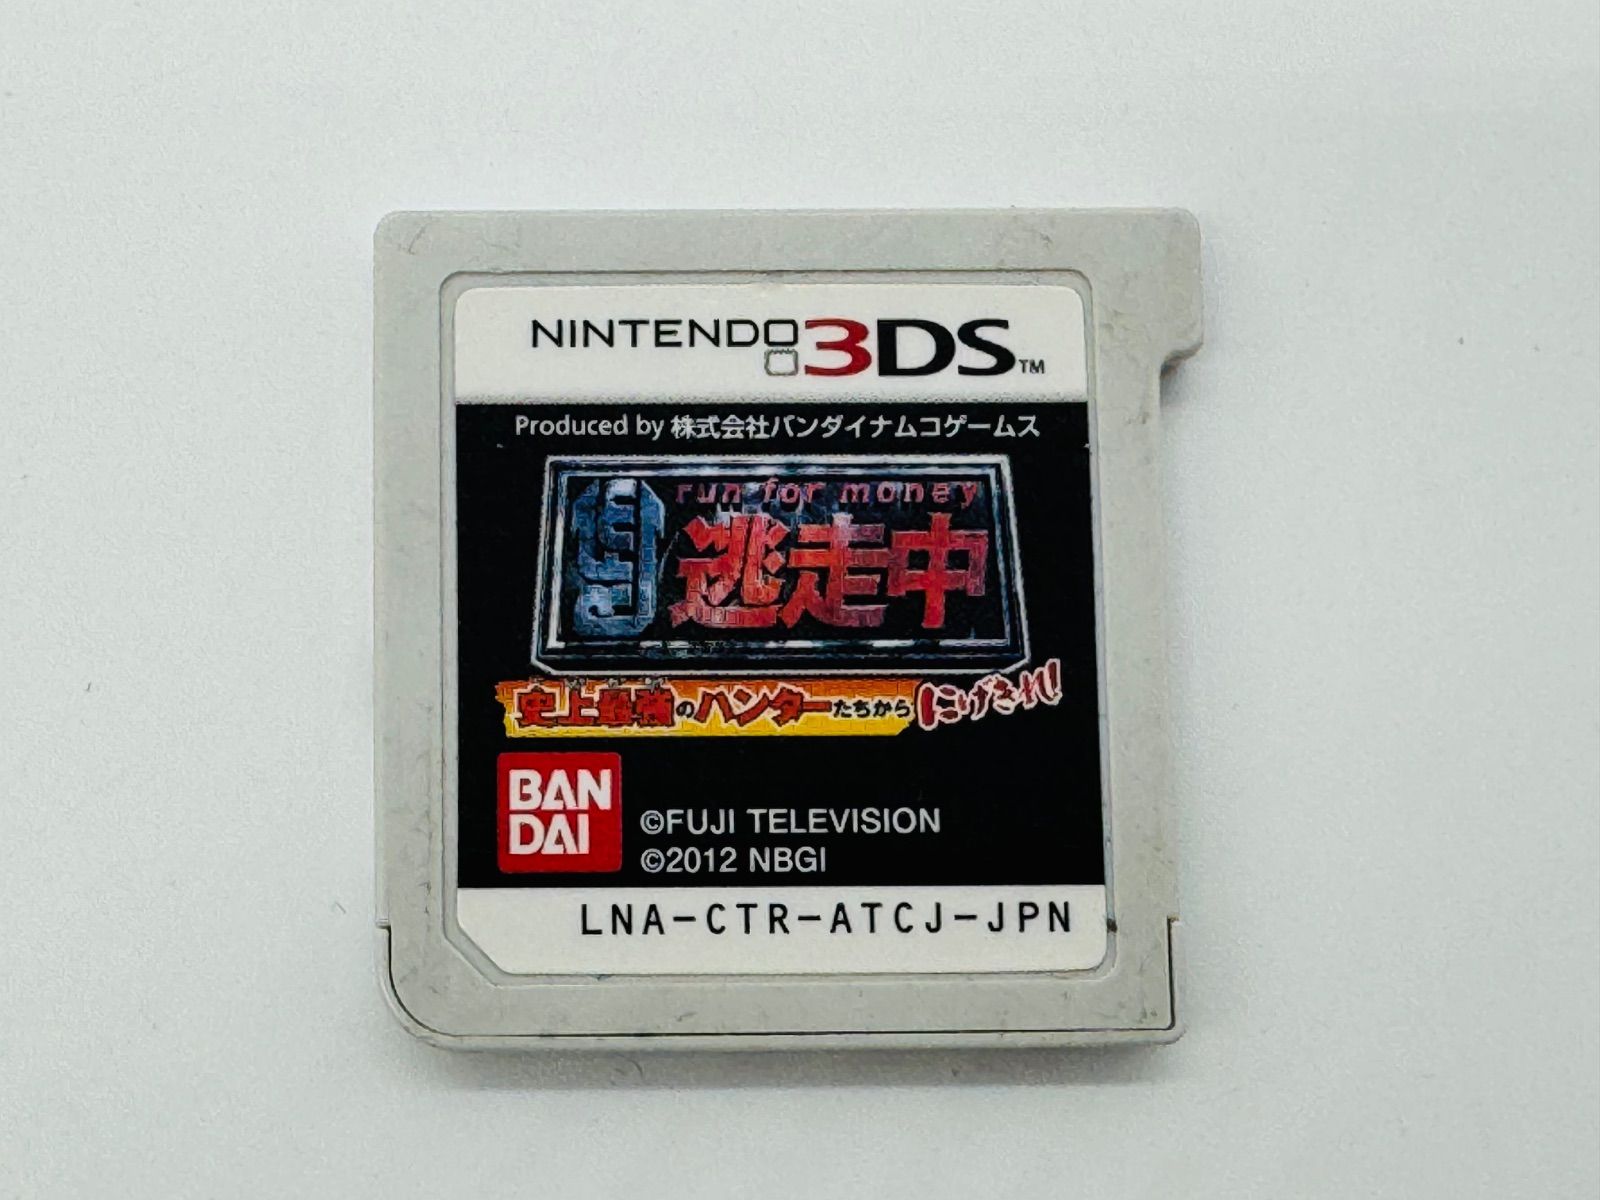 NINTENDO 3DS™
Produced by 株式会社バンダイナムコゲームス
run for money
逃走中
史上最強のハンターたちからにげきれ!
BAN
DAI
©FUJI TELEVISION
©2012 NBGI
LNA-CTR-ATCJ-JPN